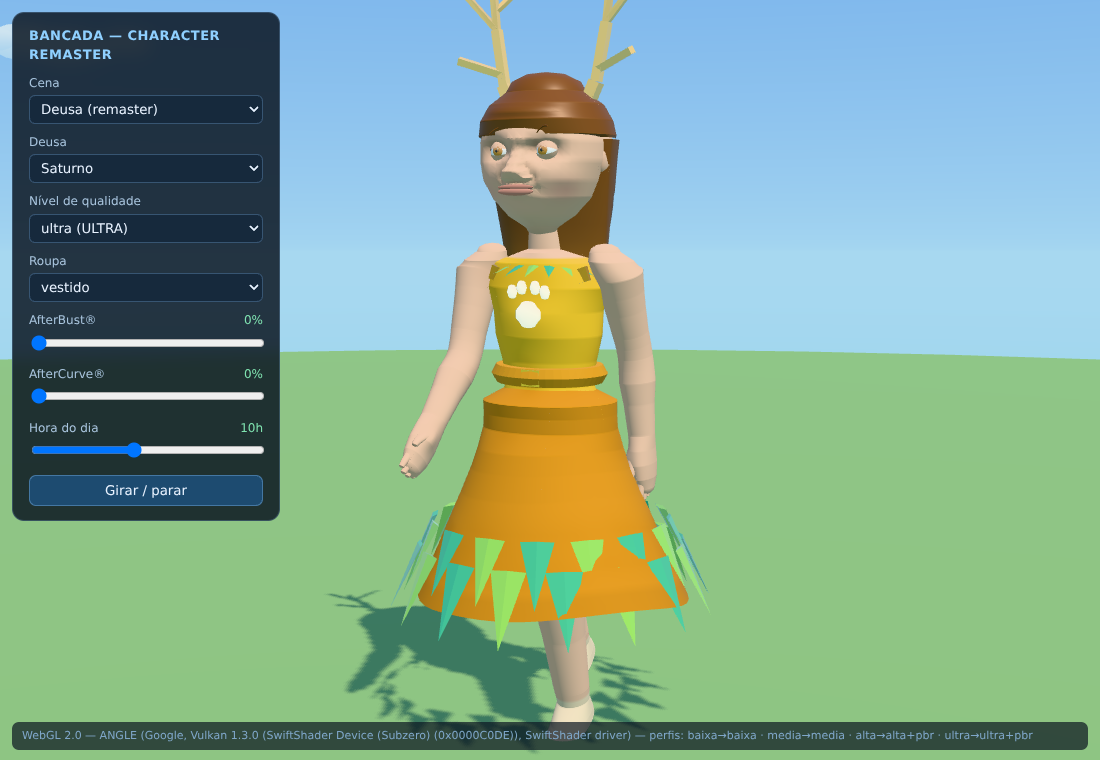 BANCADA — CHARACTER
REMASTER
Cena
Deusa (remaster)
Deusa
Saturno
Nível de qualidade
ultra (ULTRA)
Roupa
vestido
AfterBust® 0%
AfterCurve® 0%
Hora do dia 10h
Girar / parar
WebGL 2.0 — ANGLE (Google, Vulkan 1.3.0 (SwiftShader Device (Subzero) (0x0000C0DE)), SwiftShader driver) — perfis: baixa→baixa · media→media · alta→alta+pbr · ultra→ultra+pbr